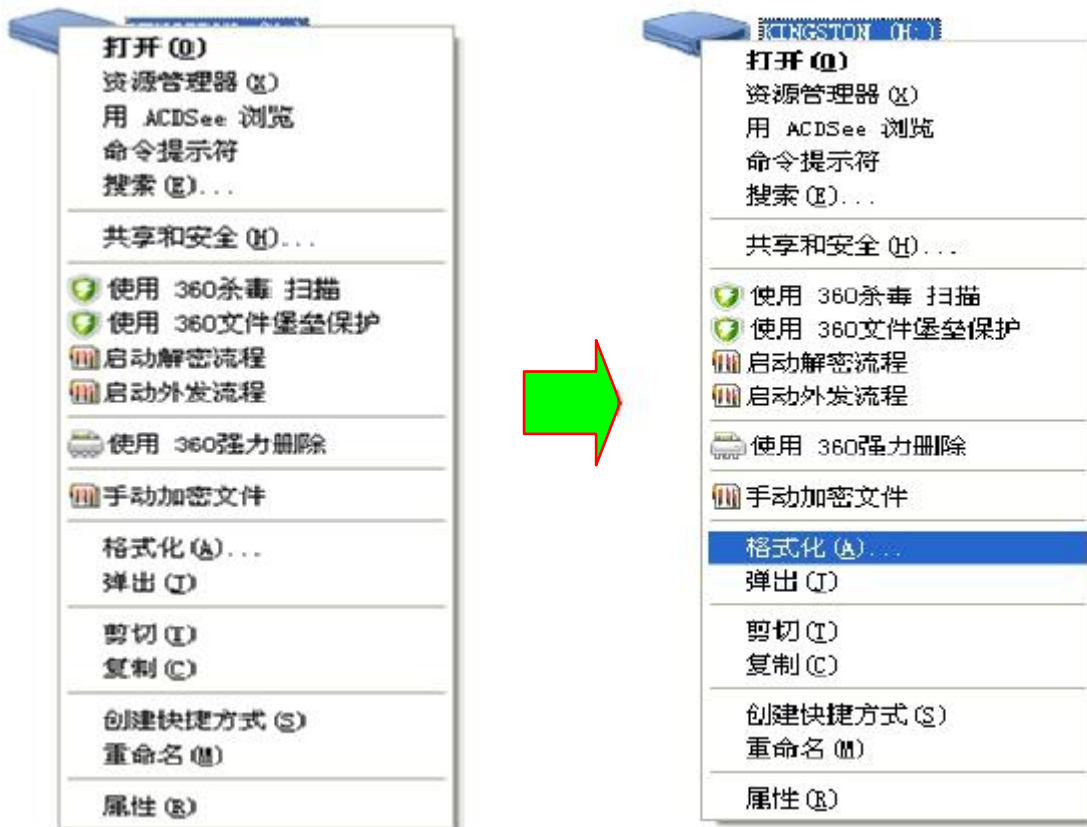 打开(O)
资源管理器(X)
用 ACDSee 浏览
命令提示符
搜索(E)...
共享和安全(H)...
使用 360杀毒 扫描
使用 360文件堡垒保护
启动解密流程
启动外发流程
使用 360强力删除
手动加密文件
格式化(A)...
弹出(J)
剪切(T)
复制(C)
创建快捷方式(S)
重命名(M)
属性(R)
KINGSTON (H:)
打开(O)
资源管理器(X)
用 ACDSee 浏览
命令提示符
搜索(E)...
共享和安全(H)...
使用 360杀毒 扫描
使用 360文件堡垒保护
启动解密流程
启动外发流程
使用 360强力删除
手动加密文件
格式化(A)...
弹出(J)
剪切(T)
复制(C)
创建快捷方式(S)
重命名(M)
属性(R)